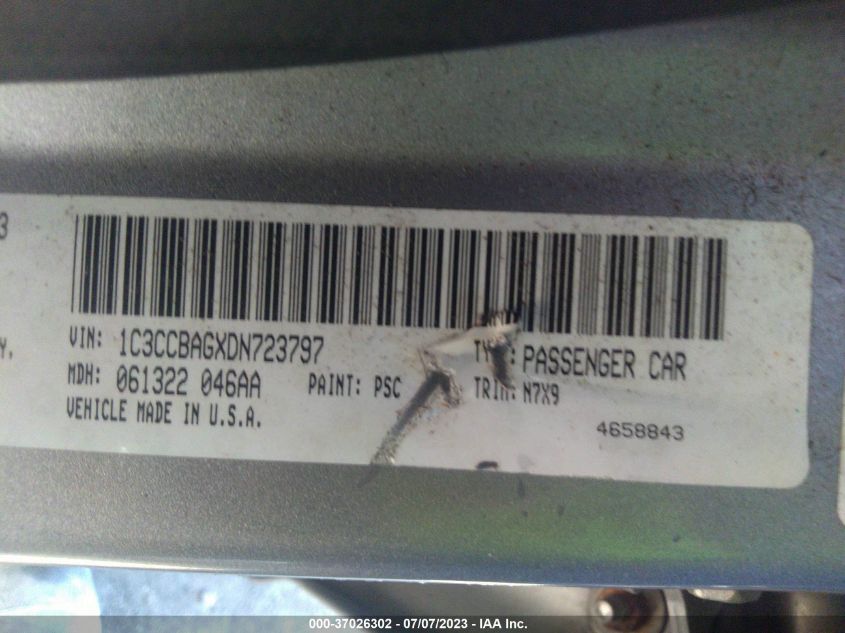 3
Y,
VIN: 1C3CCBAGXDN723797
TYPE: PASSENGER CAR
MDH: 061322 046AA
PAINT: PSC
TRIM: N7X9
VEHICLE MADE IN U.S.A.
4658843
000-37026302 - 07/07/2023 - IAA Inc.